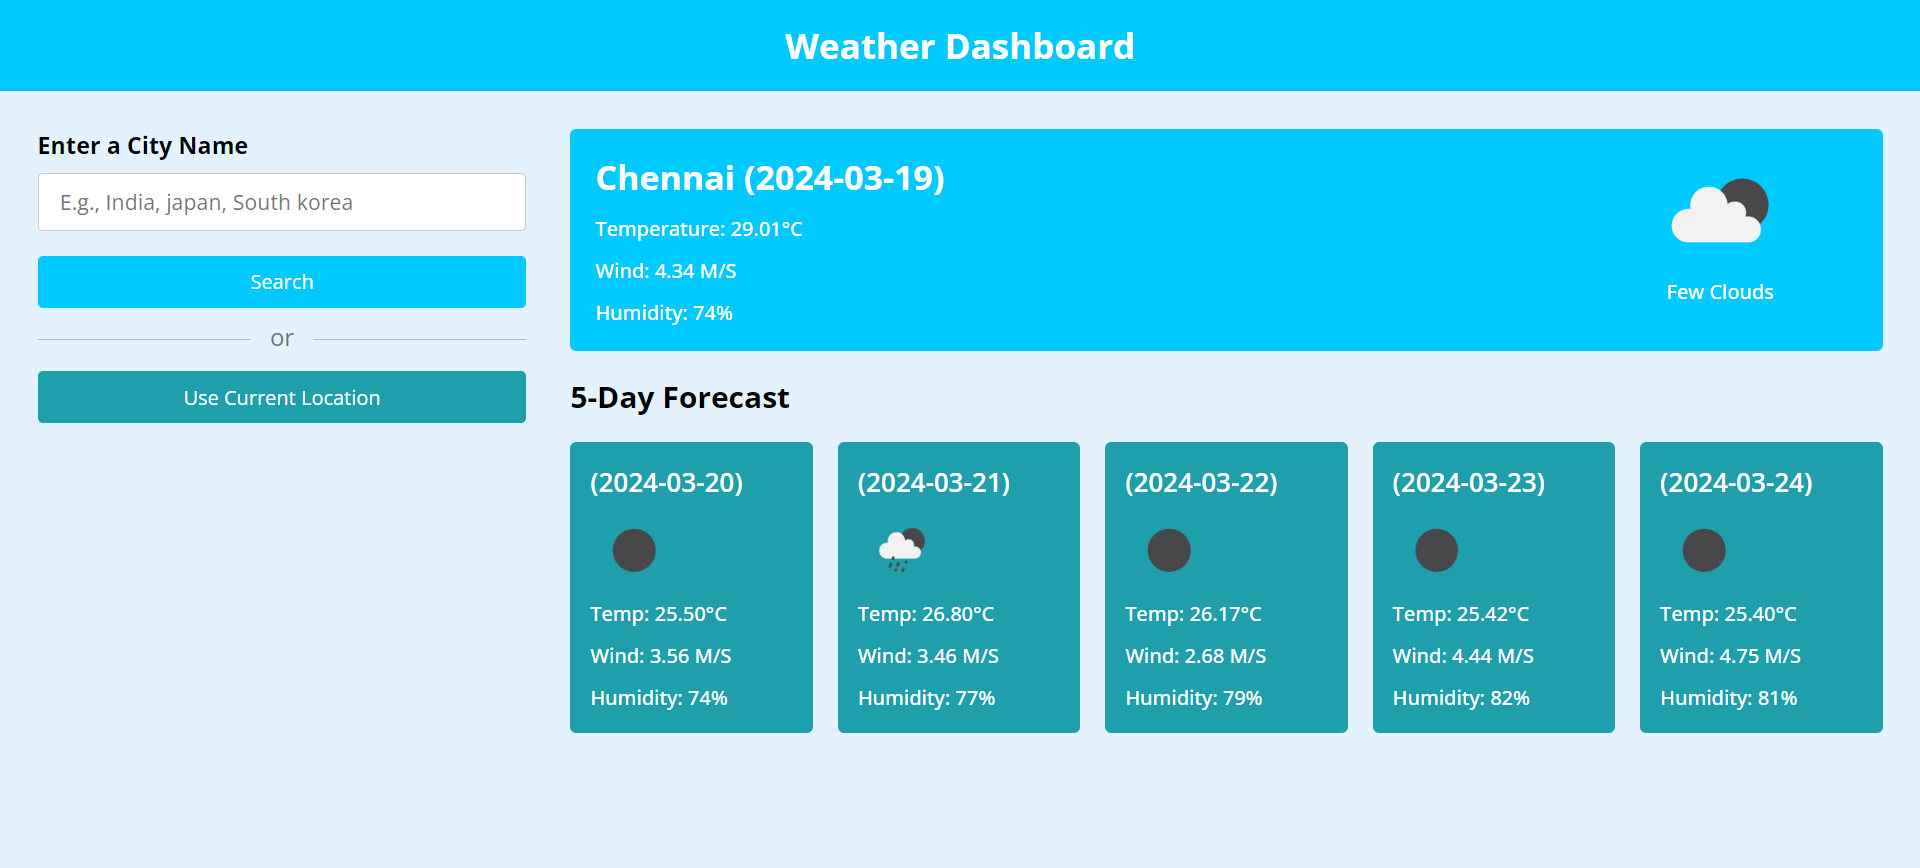 Weather Dashboard
Enter a City Name
E.g., India, japan, South korea
Search
or
Use Current Location
Chennai (2024-03-19)
Temperature: 29.01°C
Wind: 4.34 M/S
Humidity: 74%
Few Clouds
5-Day Forecast
(2024-03-20)
Temp: 25.50°C
Wind: 3.56 M/S
Humidity: 74%
(2024-03-21)
Temp: 26.80°C
Wind: 3.46 M/S
Humidity: 77%
(2024-03-22)
Temp: 26.17°C
Wind: 2.68 M/S
Humidity: 79%
(2024-03-23)
Temp: 25.42°C
Wind: 4.44 M/S
Humidity: 82%
(2024-03-24)
Temp: 25.40°C
Wind: 4.75 M/S
Humidity: 81%